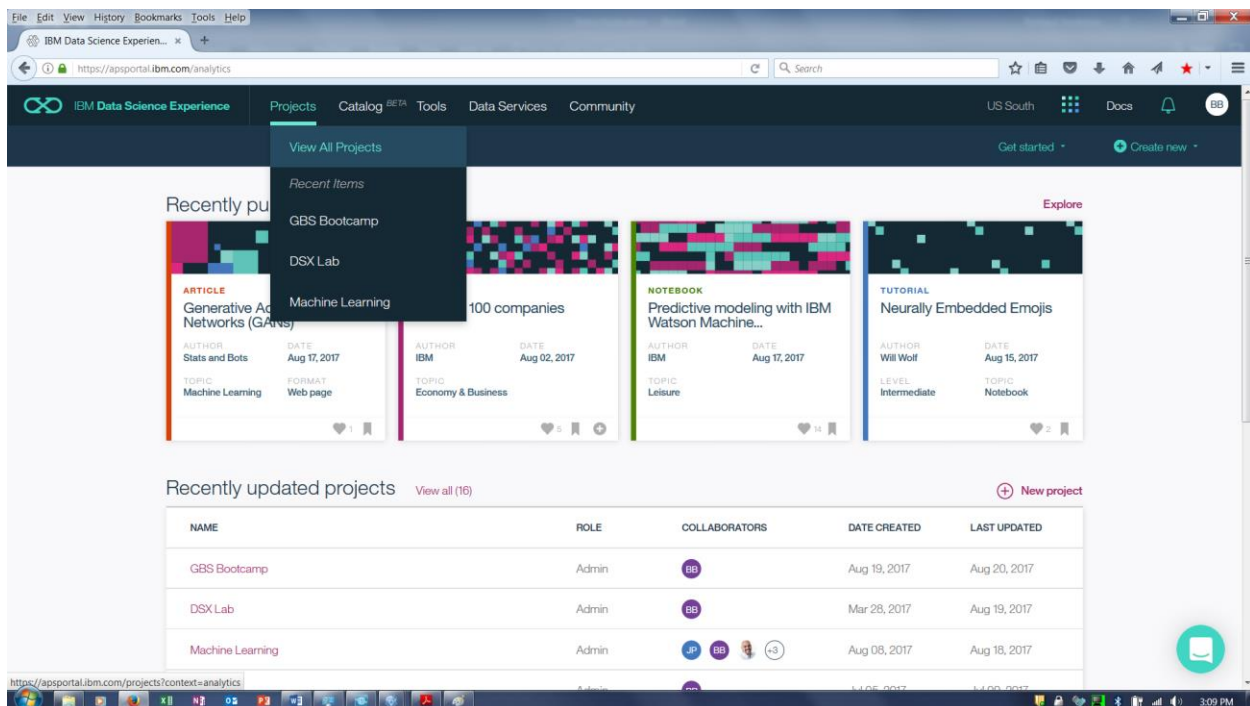 File Edit View History Bookmarks Tools Help
IBM Data Science Experien... × +
https://apsportal.ibm.com/analytics
Search
IBM Data Science Experience Projects Catalog BETA Tools Data Services Community US South Docs BB
View All Projects Get started Create new
Recent Items
Recently pu Explore
GBS Bootcamp
DSX Lab
Machine Learning
ARTICLE
Generative Ad
Networks (GANs)
AUTHOR DATE
Stats and Bots Aug 17, 2017
TOPIC FORMAT
Machine Learning Web page
1
100 companies
AUTHOR DATE
IBM Aug 02, 2017
TOPIC
Economy & Business
5
NOTEBOOK
Predictive modeling with IBM
Watson Machine...
AUTHOR DATE
IBM Aug 17, 2017
TOPIC
Leisure
14
TUTORIAL
Neurally Embedded Emojis
AUTHOR DATE
Will Wolf Aug 15, 2017
LEVEL TOPIC
Intermediate Notebook
2
Recently updated projects View all (16) New project
NAME ROLE COLLABORATORS DATE CREATED LAST UPDATED
GBS Bootcamp Admin BB Aug 19, 2017 Aug 20, 2017
DSX Lab Admin BB Mar 28, 2017 Aug 19, 2017
Machine Learning Admin JP BB +3 Aug 08, 2017 Aug 18, 2017
https://apsportal.ibm.com/projects?context=analytics
3:09 PM